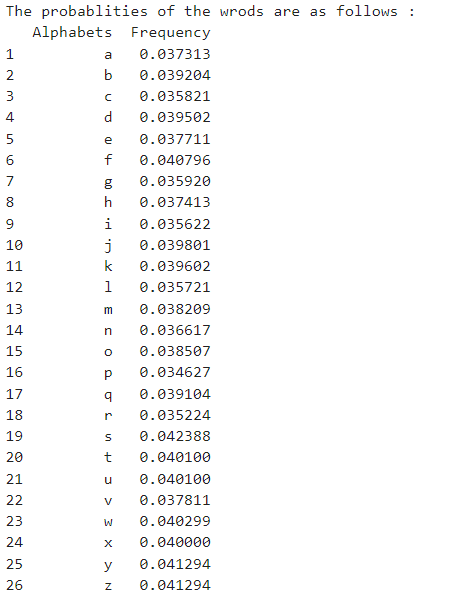 The probablities of the wrods are as follows :
Alphabets Frequency
1 a 0.037313
2 b 0.039204
3 c 0.035821
4 d 0.039502
5 e 0.037711
6 f 0.040796
7 g 0.035920
8 h 0.037413
9 i 0.035622
10 j 0.039801
11 k 0.039602
12 l 0.035721
13 m 0.038209
14 n 0.036617
15 o 0.038507
16 p 0.034627
17 q 0.039104
18 r 0.035224
19 s 0.042388
20 t 0.040100
21 u 0.040100
22 v 0.037811
23 w 0.040299
24 x 0.040000
25 y 0.041294
26 z 0.041294